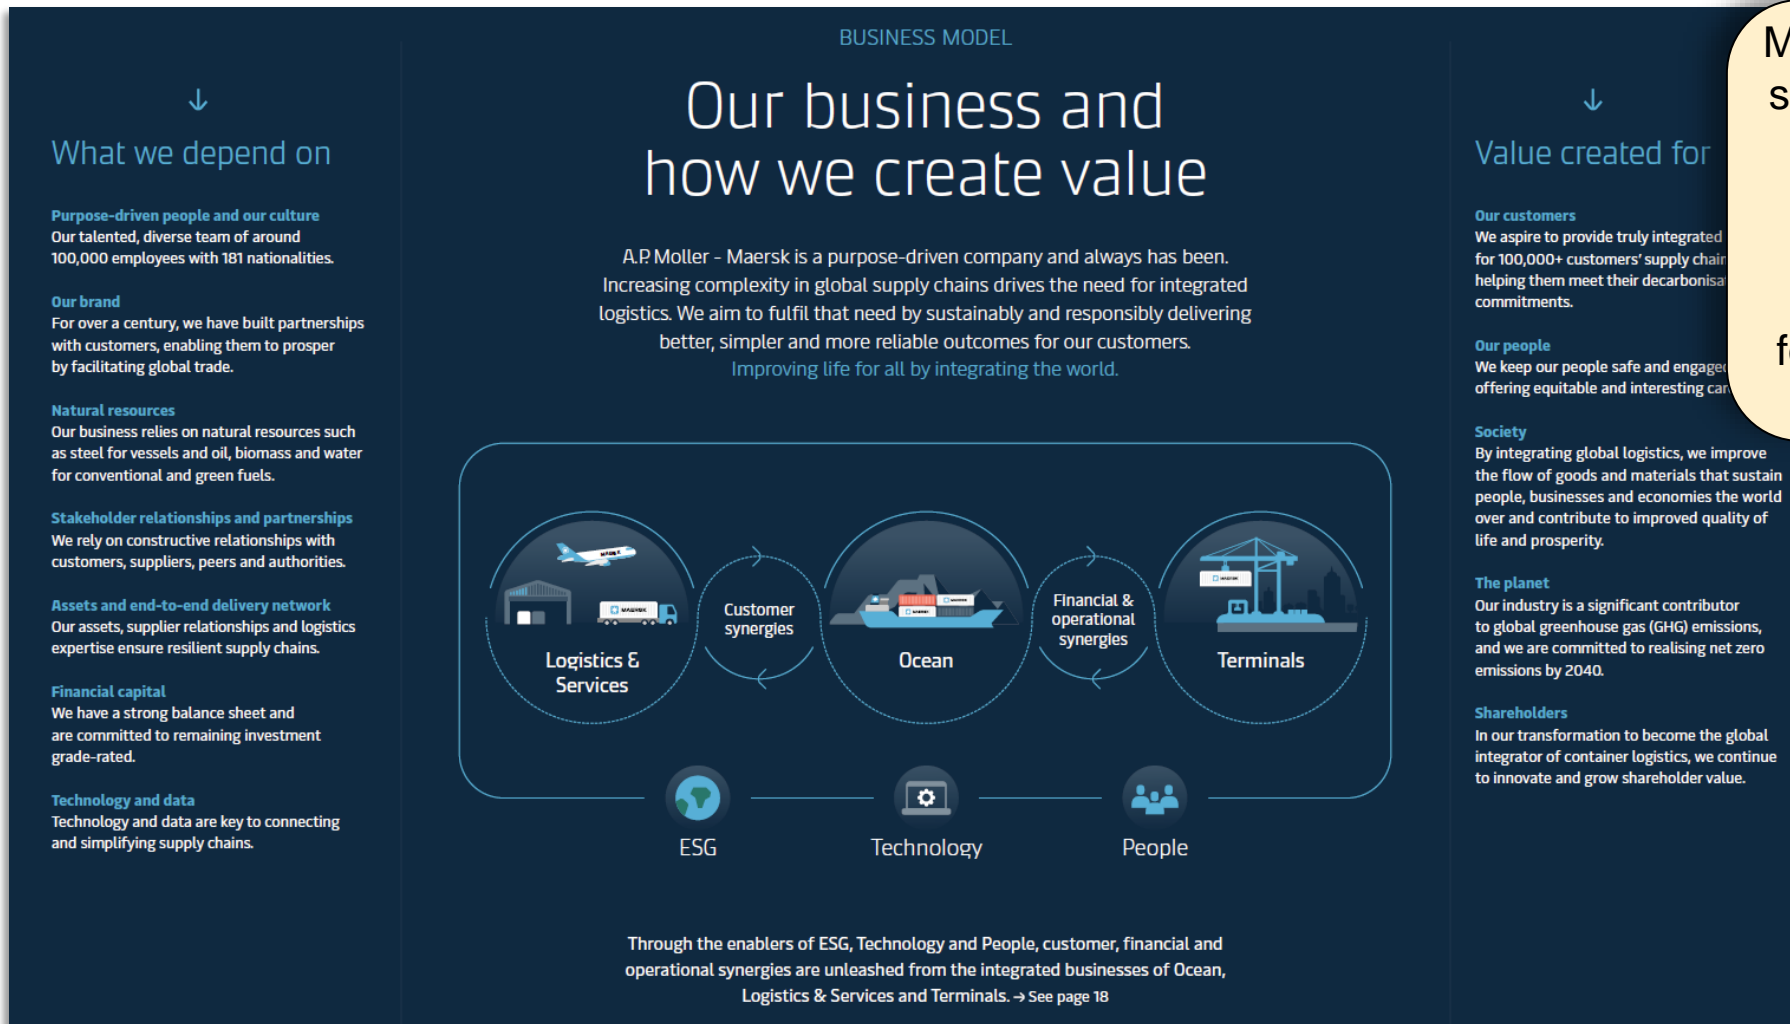 BUSINESS MODEL
Our business and
how we create value
A.P. Moller - Maersk is a purpose-driven company and always has been.
Increasing complexity in global supply chains drives the need for integrated
logistics. We aim to fulfil that need by sustainably and responsibly delivering
better, simpler and more reliable outcomes for our customers.
Improving life for all by integrating the world.
What we depend on
Purpose-driven people and our culture
Our talented, diverse team of around
100,000 employees with 181 nationalities.
Our brand
For over a century, we have built partnerships
with customers, enabling them to prosper
by facilitating global trade.
Natural resources
Our business relies on natural resources such
as steel for vessels and oil, biomass and water
for conventional and green fuels.
Stakeholder relationships and partnerships
We rely on constructive relationships with
customers, suppliers, peers and authorities.
Assets and end-to-end delivery network
Our assets, supplier relationships and logistics
expertise ensure resilient supply chains.
Financial capital
We have a strong balance sheet and
are committed to remaining investment
grade-rated.
Technology and data
Technology and data are key to connecting
and simplifying supply chains.
MAERSK
MAERSK
Logistics &
Services
Customer
synergies
MAERSK
Ocean
Financial &
operational
synergies
MAERSK
Terminals
ESG
Technology
People
Through the enablers of ESG, Technology and People, customer, financial and
operational synergies are unleashed from the integrated businesses of Ocean,
Logistics & Services and Terminals. → See page 18
Value created for
Our customers
We aspire to provide truly integrated
for 100,000+ customers' supply
helping them meet their
commitments.
Our people
We keep our people safe and
offering equitable and interesting
Society
By integrating global logistics, we improve
the flow of goods and materials that sustain
people, businesses and economies the world
over and contribute to improved quality of
life and prosperity.
The planet
Our industry is a significant contributor
to global greenhouse gas (GHG) emissions,
and we are committed to realising net zero
emissions by 2040.
Shareholders
In our transformation to become the global
integrator of container logistics, we continue
to innovate and grow shareholder value.